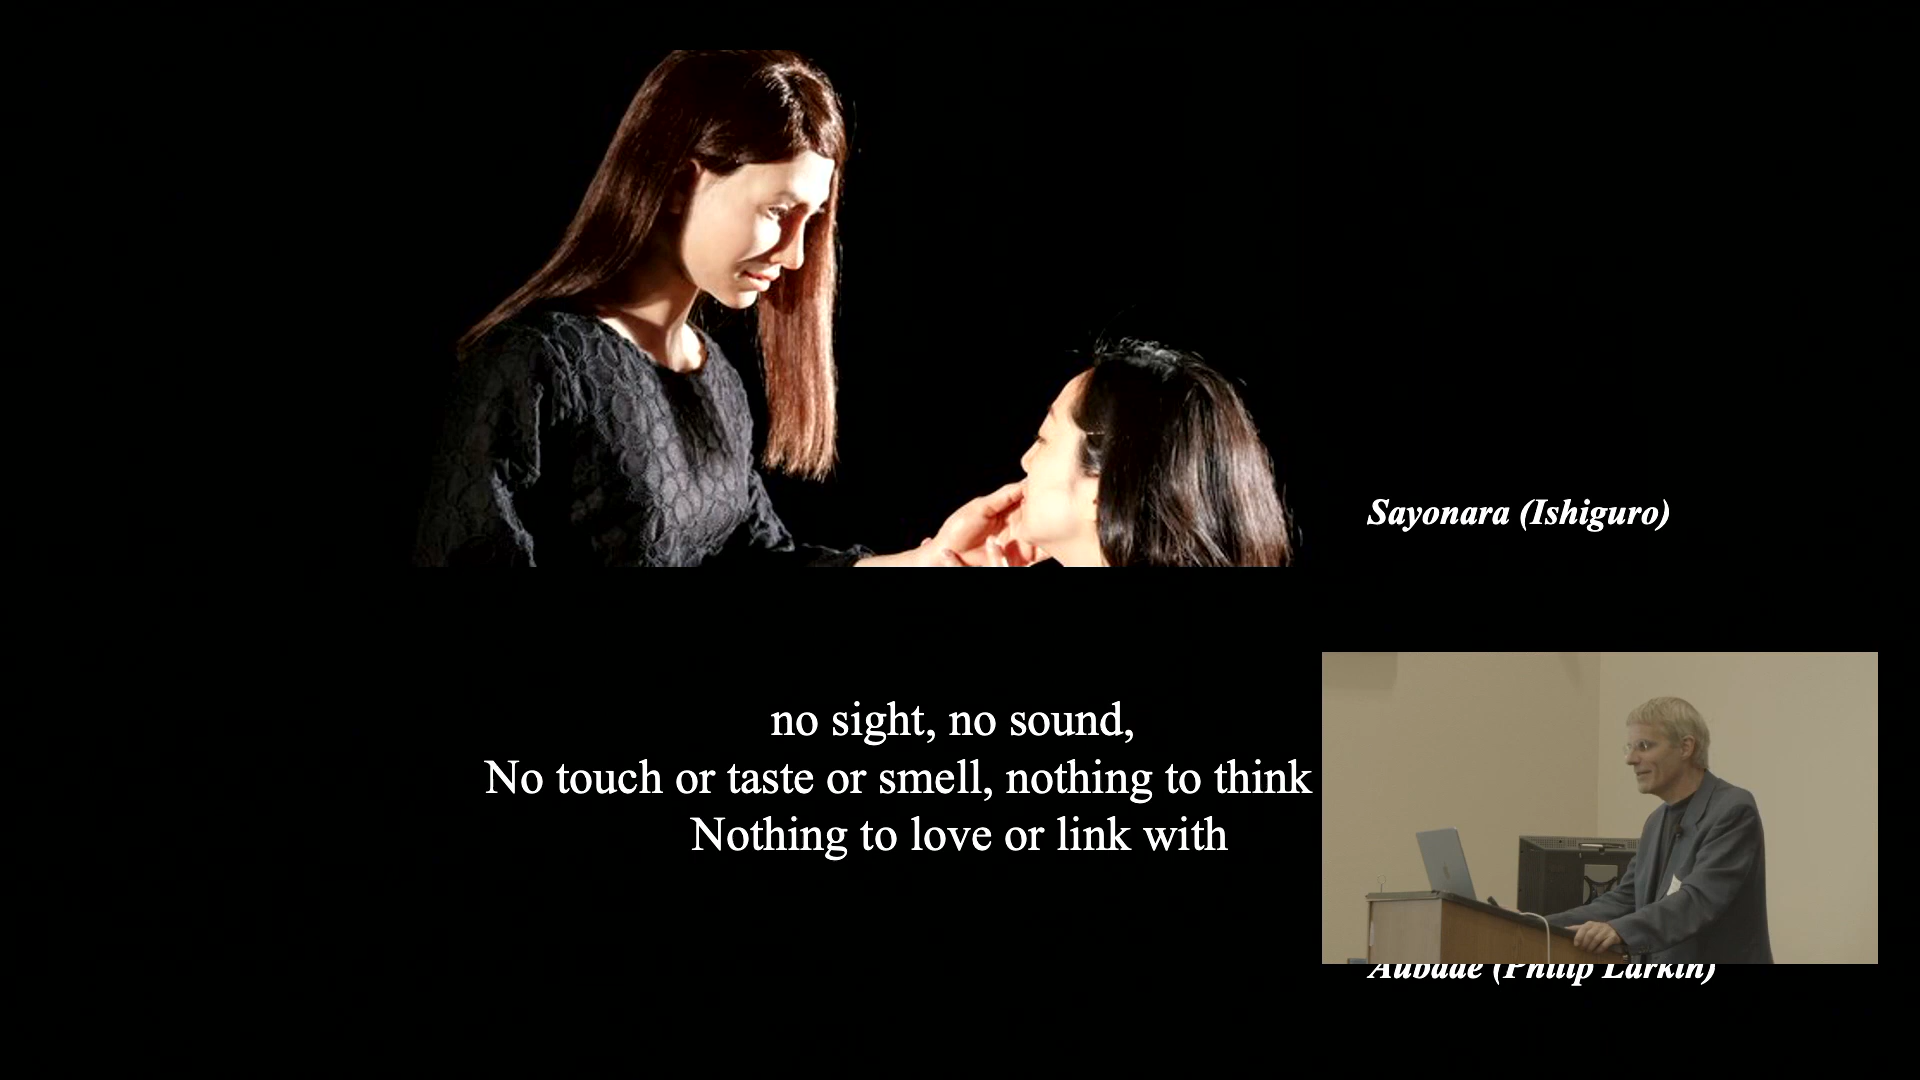 Sayonara (Ishiguro)
no sight, no sound,
No touch or taste or smell, nothing to think
Nothing to love or link with
Aubade (Philip Larkin)